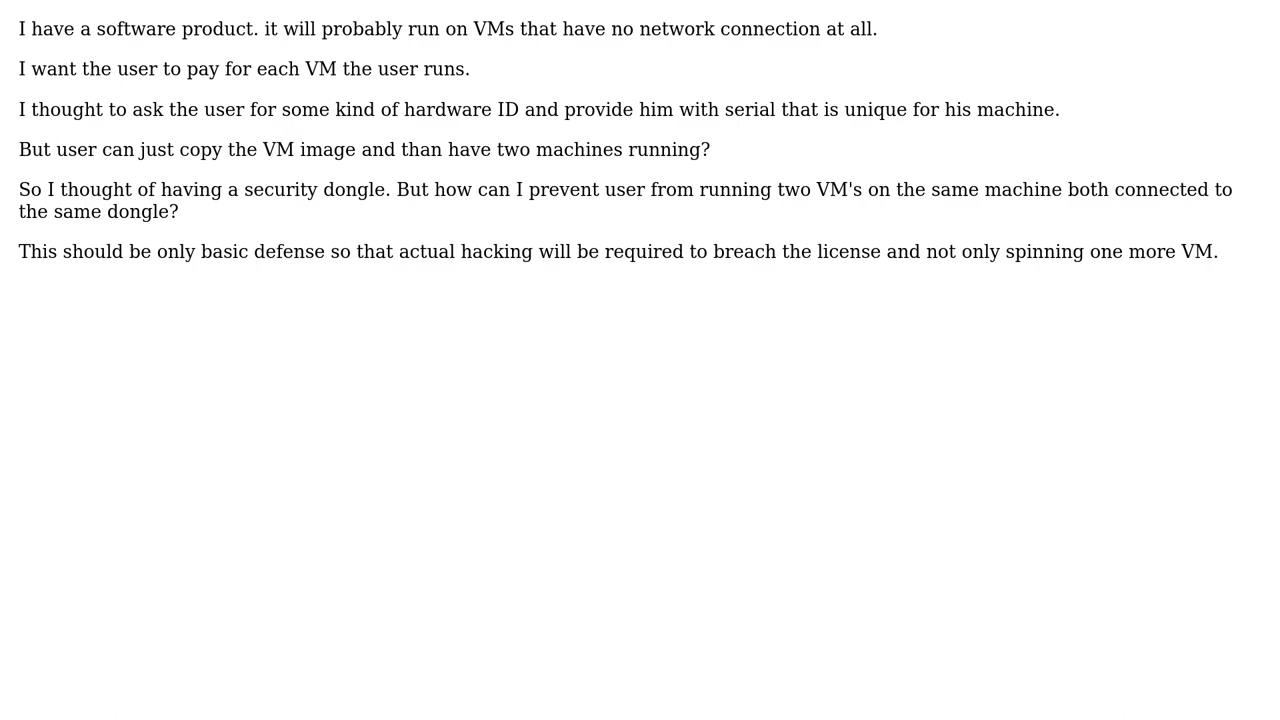 I have a software product. it will probably run on VMs that have no network connection at all.
I want the user to pay for each VM the user runs.
I thought to ask the user for some kind of hardware ID and provide him with serial that is unique for his machine.
But user can just copy the VM image and than have two machines running?
So I thought of having a security dongle. But how can I prevent user from running two VM's on the same machine both connected to
the same dongle?
This should be only basic defense so that actual hacking will be required to breach the license and not only spinning one more VM.